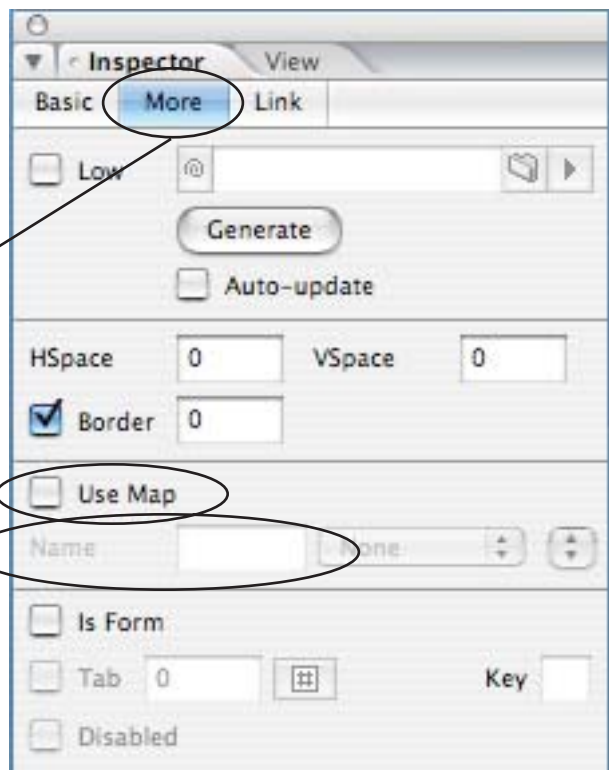 Inspector View
Basic More Link
Low
Generate
Auto-update
HSpace 0 VSpace 0
Border 0
Use Map
Name None
Is Form
Tab 0 Key
Disabled